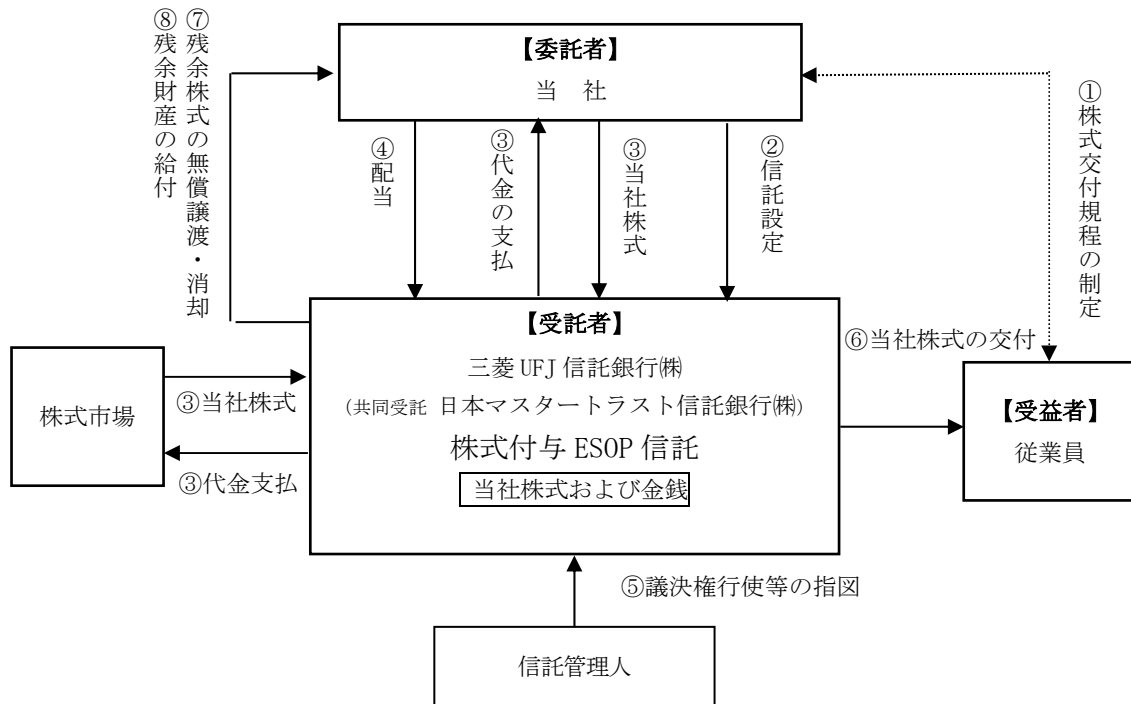 ⑧残余財産の給付
⑦残余株式の無償譲渡・消却
【委託者】
当 社
①株式交付規程の制定
④配当
③代金の支払
③当社株式
②信託設定
【受託者】
三菱 UFJ 信託銀行㈱
(共同受託 日本マスタートラスト信託銀行㈱)
株式付与 ESOP 信託
当社株式および金銭
株式市場
③当社株式
③代金支払
⑥当社株式の交付
【受益者】
従業員
⑤議決権行使等の指図
信託管理人